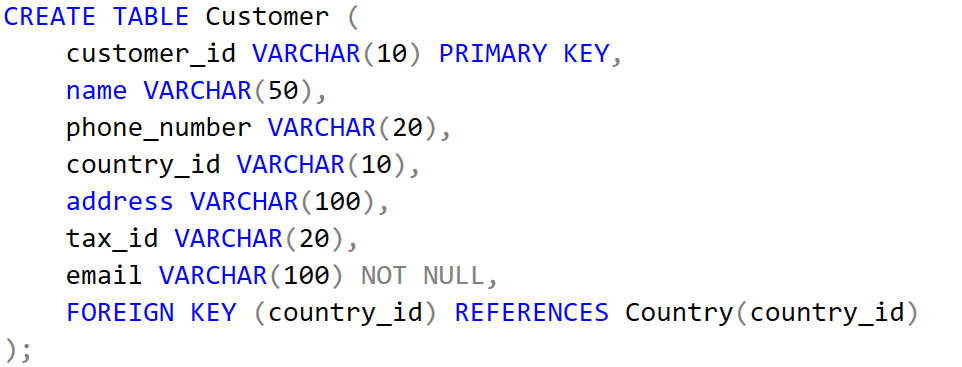 CREATE TABLE Customer (
    customer_id VARCHAR(10) PRIMARY KEY,
    name VARCHAR(50),
    phone_number VARCHAR(20),
    country_id VARCHAR(10),
    address VARCHAR(100),
    tax_id VARCHAR(20),
    email VARCHAR(100) NOT NULL,
    FOREIGN KEY (country_id) REFERENCES Country(country_id)
);